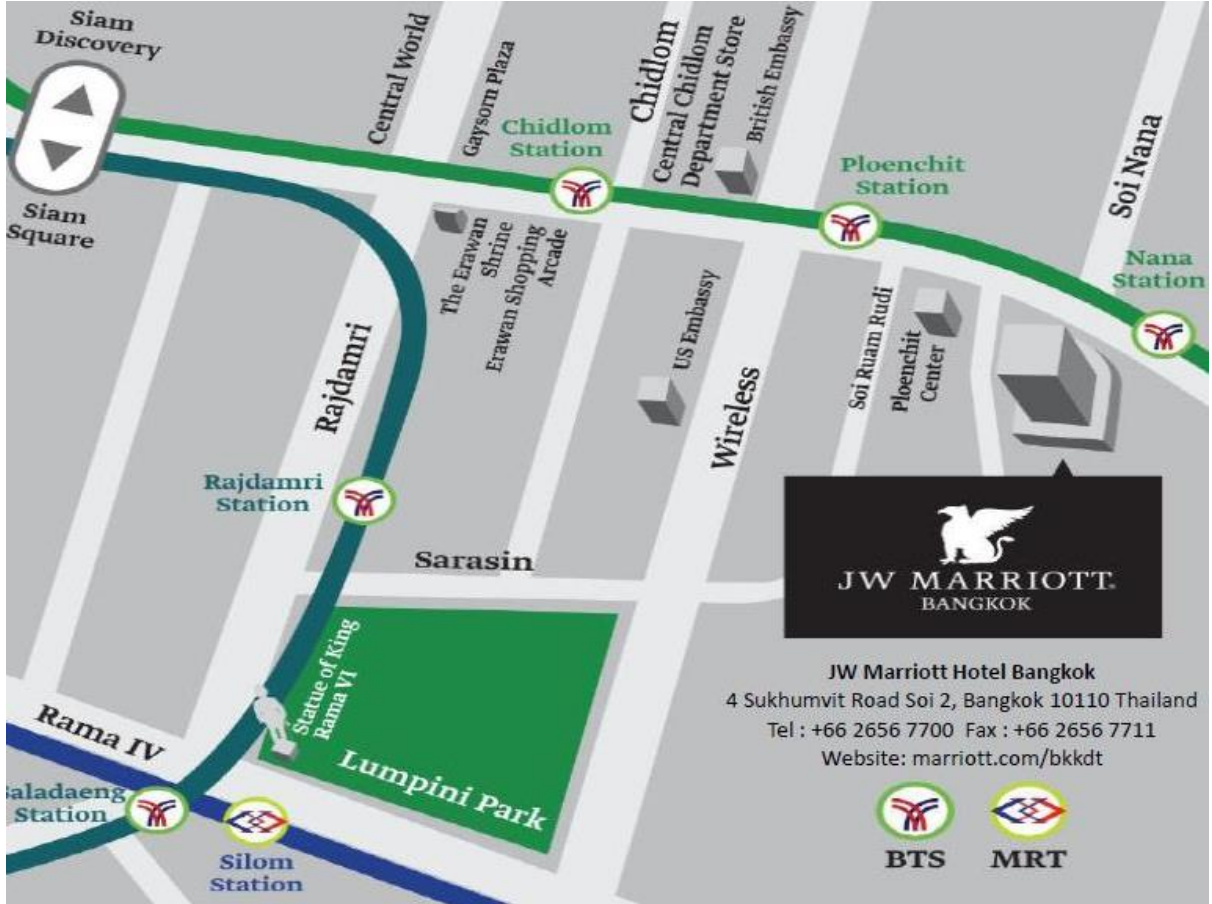 Siam
Discovery
Siam
Square
Central World
Gaysorn Plaza
Chidlom
Station
Chidlom
Central Chidlom
Department Store
British Embassy
Ploenchit
Station
Soi Nana
Nana
Station
The Erawan
Shrine
Erawan Shopping
Arcade
US Embassy
Soi Ruam Rudi
Ploenchit
Center
Rajdamri
Wireless
Rajdamri
Station
Sarasin
JW MARRIOTT
BANGKOK
Statue of King
Rama VI
Lumpini Park
Rama IV
Saladaeng
Station
Silom
Station
JW Marriott Hotel Bangkok
4 Sukhumvit Road Soi 2, Bangkok 10110 Thailand
Tel : +66 2656 7700 Fax : +66 2656 7711
Website: marriott.com/bkkdt
BTS
MRT